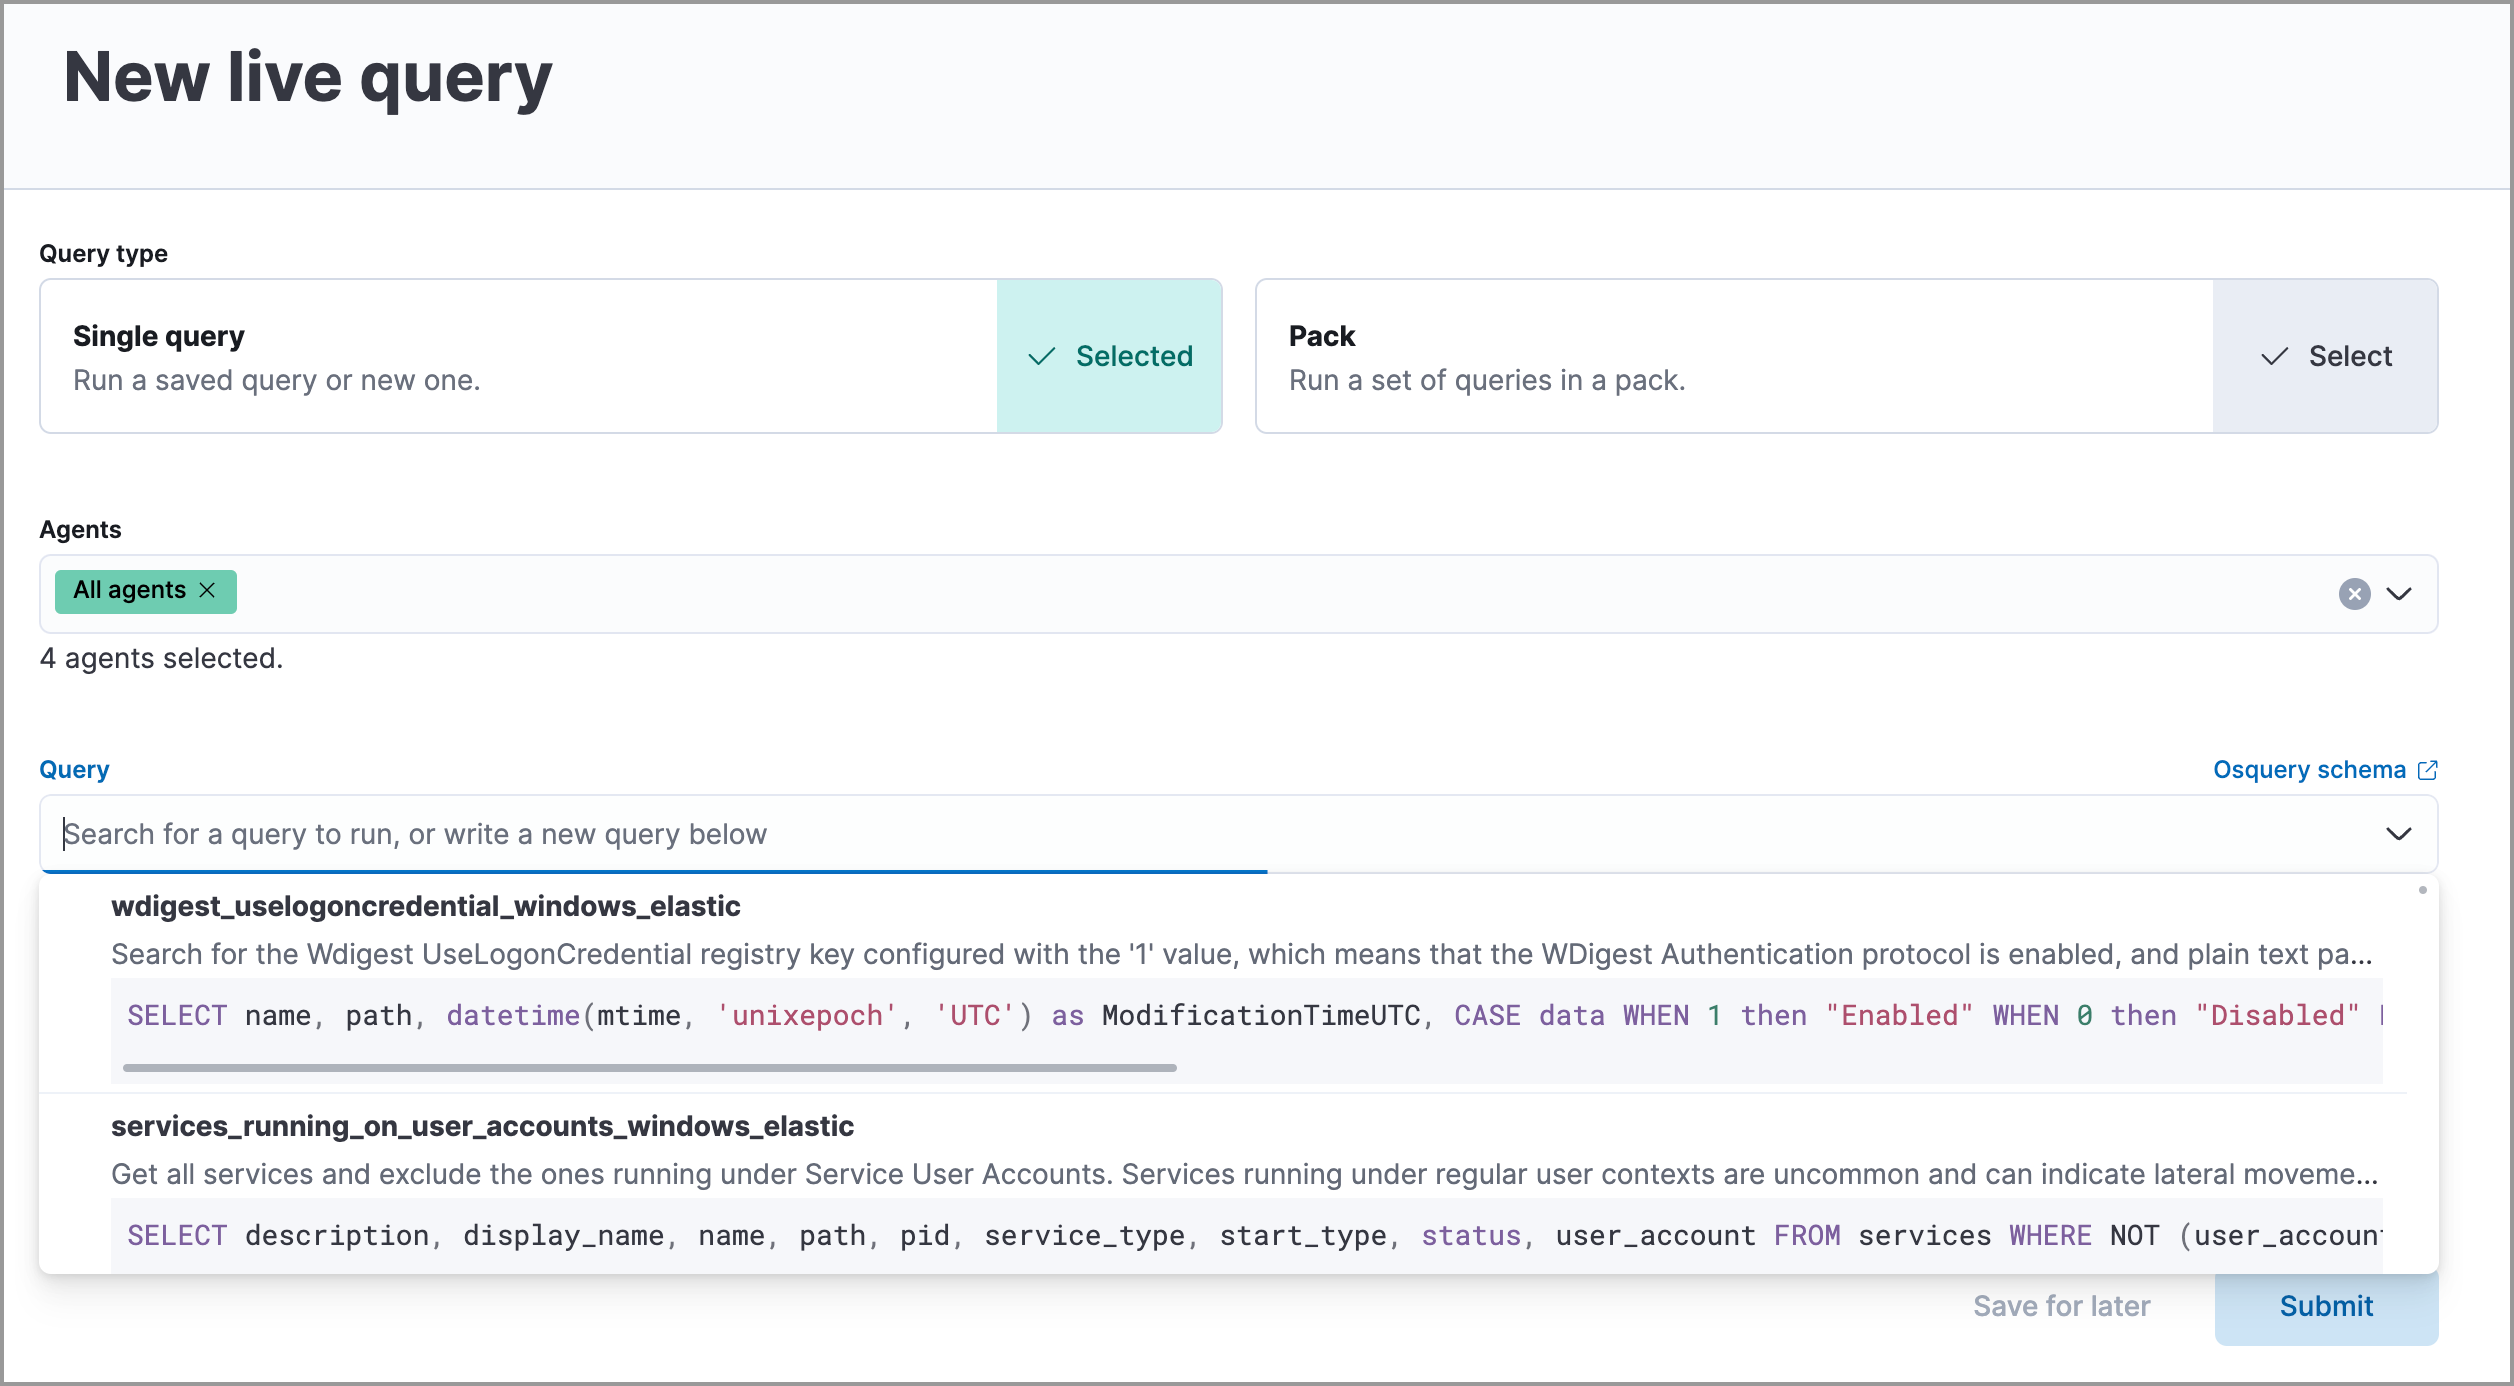 New live query
Query type
Single query
Run a saved query or new one.
Selected
Pack
Run a set of queries in a pack.
Select
Agents
All agents
4 agents selected.
Query
Osquery schema
Search for a query to run, or write a new query below
wdigest_uselogoncredential_windows_elastic
Search for the Wdigest UseLogonCredential registry key configured with the '1' value, which means that the WDigest Authentication protocol is enabled, and plain text pa...
SELECT name, path, datetime(mtime, 'unixepoch', 'UTC') as ModificationTimeUTC, CASE data WHEN 1 then "Enabled" WHEN 0 then "Disabled"
services_running_on_user_accounts_windows_elastic
Get all services and exclude the ones running under Service User Accounts. Services running under regular user contexts are uncommon and can indicate lateral moveme...
SELECT description, display_name, name, path, pid, service_type, start_type, status, user_account FROM services WHERE NOT (user_account
Save for later
Submit